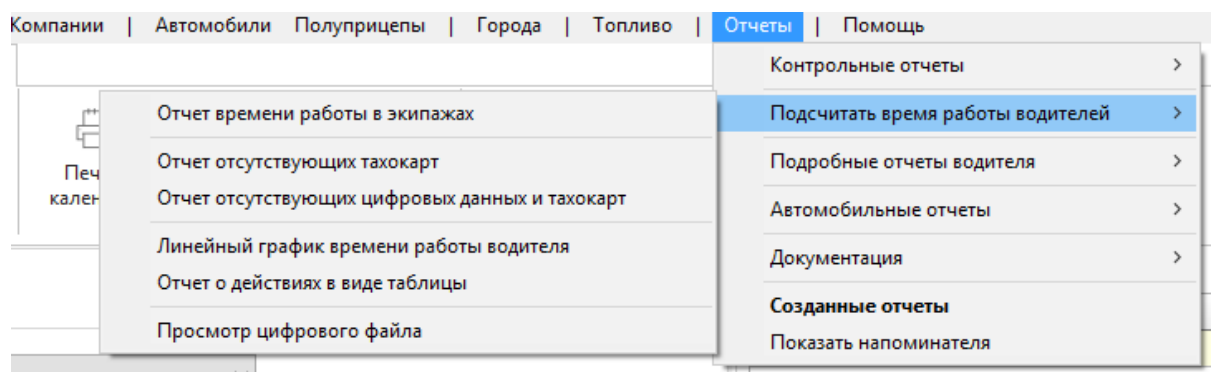 Компании | Автомобили Полуприцепы | Города | Топливо | Отчеты | Помощь
Контрольные отчеты
Подсчитать время работы водителей
Подробные отчеты водителя
Автомобильные отчеты
Документация
Созданные отчеты
Показать напоминателя
Отчет времени работы в экипажах
Отчет отсутствующих тахокарт
Отчет отсутствующих цифровых данных и тахокарт
Линейный график времени работы водителя
Отчет о действиях в виде таблицы
Просмотр цифрового файла
Печ
кален